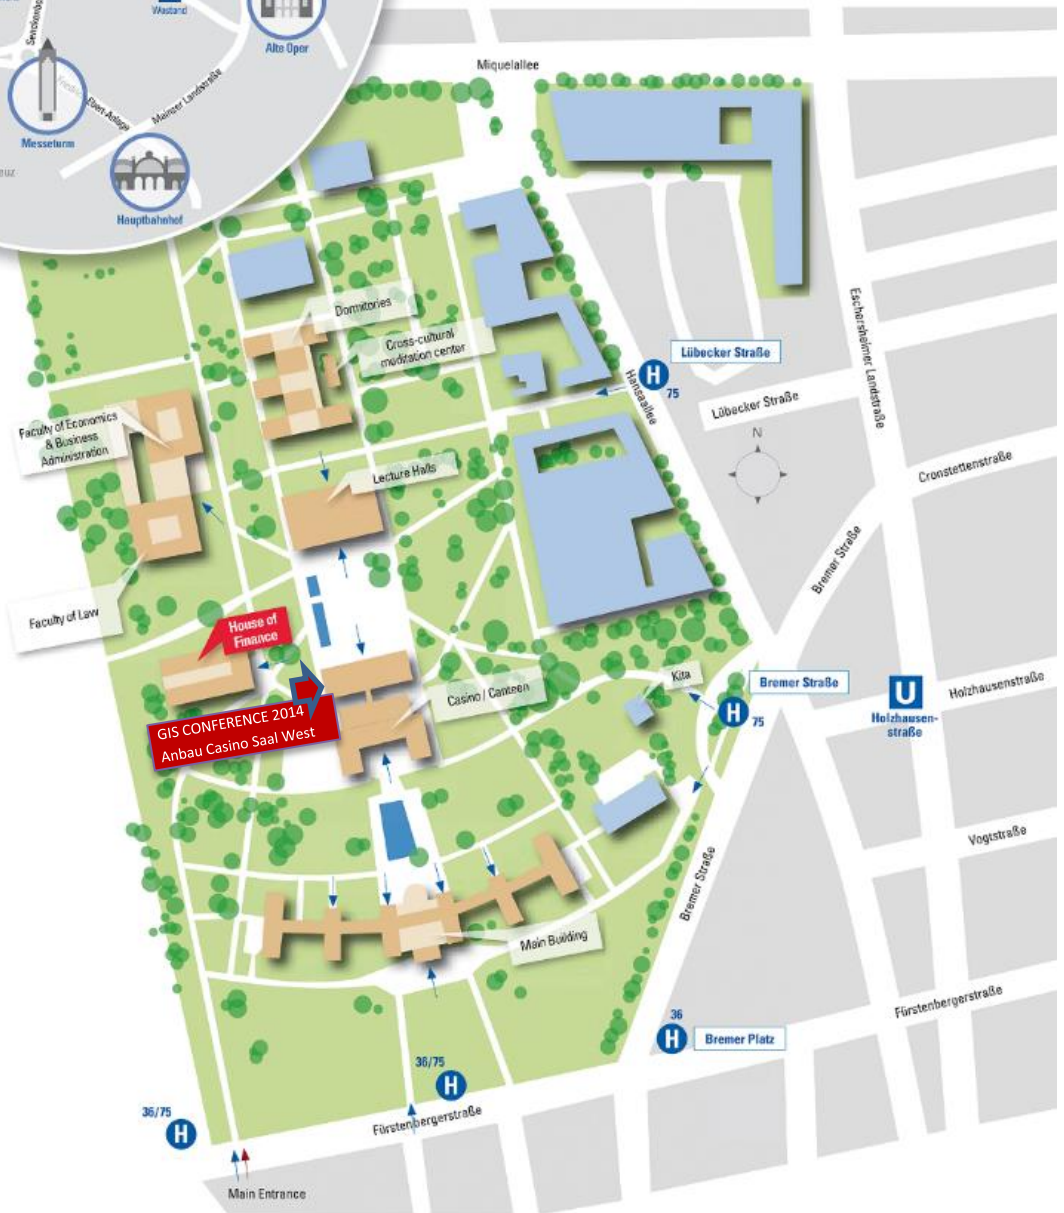 Westend
Alte Oper
Mainzer Landstraße
Ebert-Anlage
Messeturm
Hauptbahnhof
Miquelallee
Dormitories
Cross-cultural
meditation center
Eschersheimer Landstraße
Lübecker Straße
H
75
Hansaallee
Lübecker Straße
N
Faculty of Economics
& Business
Administration
Lecture Halls
Cronstettenstraße
Bremer Straße
Faculty of Law
House of
Finance
Kita
Bremer Straße
H
75
U
Holzhausen-
straße
Holzhausenstraße
Casino / Canteen
GIS CONFERENCE 2014
Anbau Casino Saal West
Vogtstraße
Bremer Straße
Main Building
Fürstenbergerstraße
36
H
Bremer Platz
36/75
H
36/75
H
Fürstenbergerstraße
Main Entrance